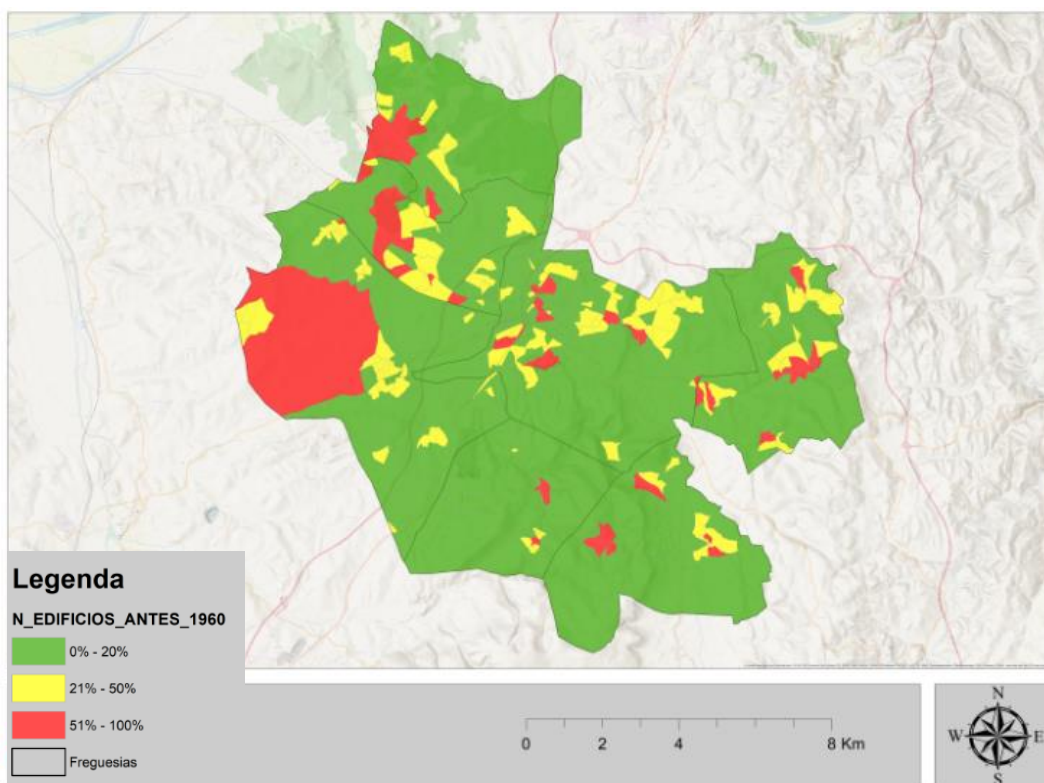 Legenda
N_EDIFICIOS_ANTES_1960
0% - 20%
21% - 50%
51% - 100%
Freguesias
0 2 4 8 Km
N
W E
S